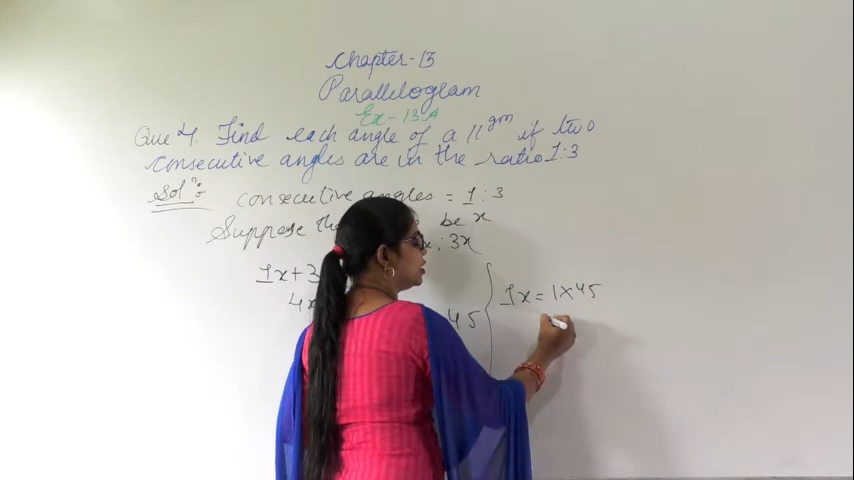 Chapter-13
Parallelogram
Ex-13A
Que 4. Find each angle of a ||gm if two
consecutive angles are in the ratio 1:3
Sol:- consecutive angles = 1:3
Suppose be x
x: 3x
1x+3
4x
45
1x = 1×45